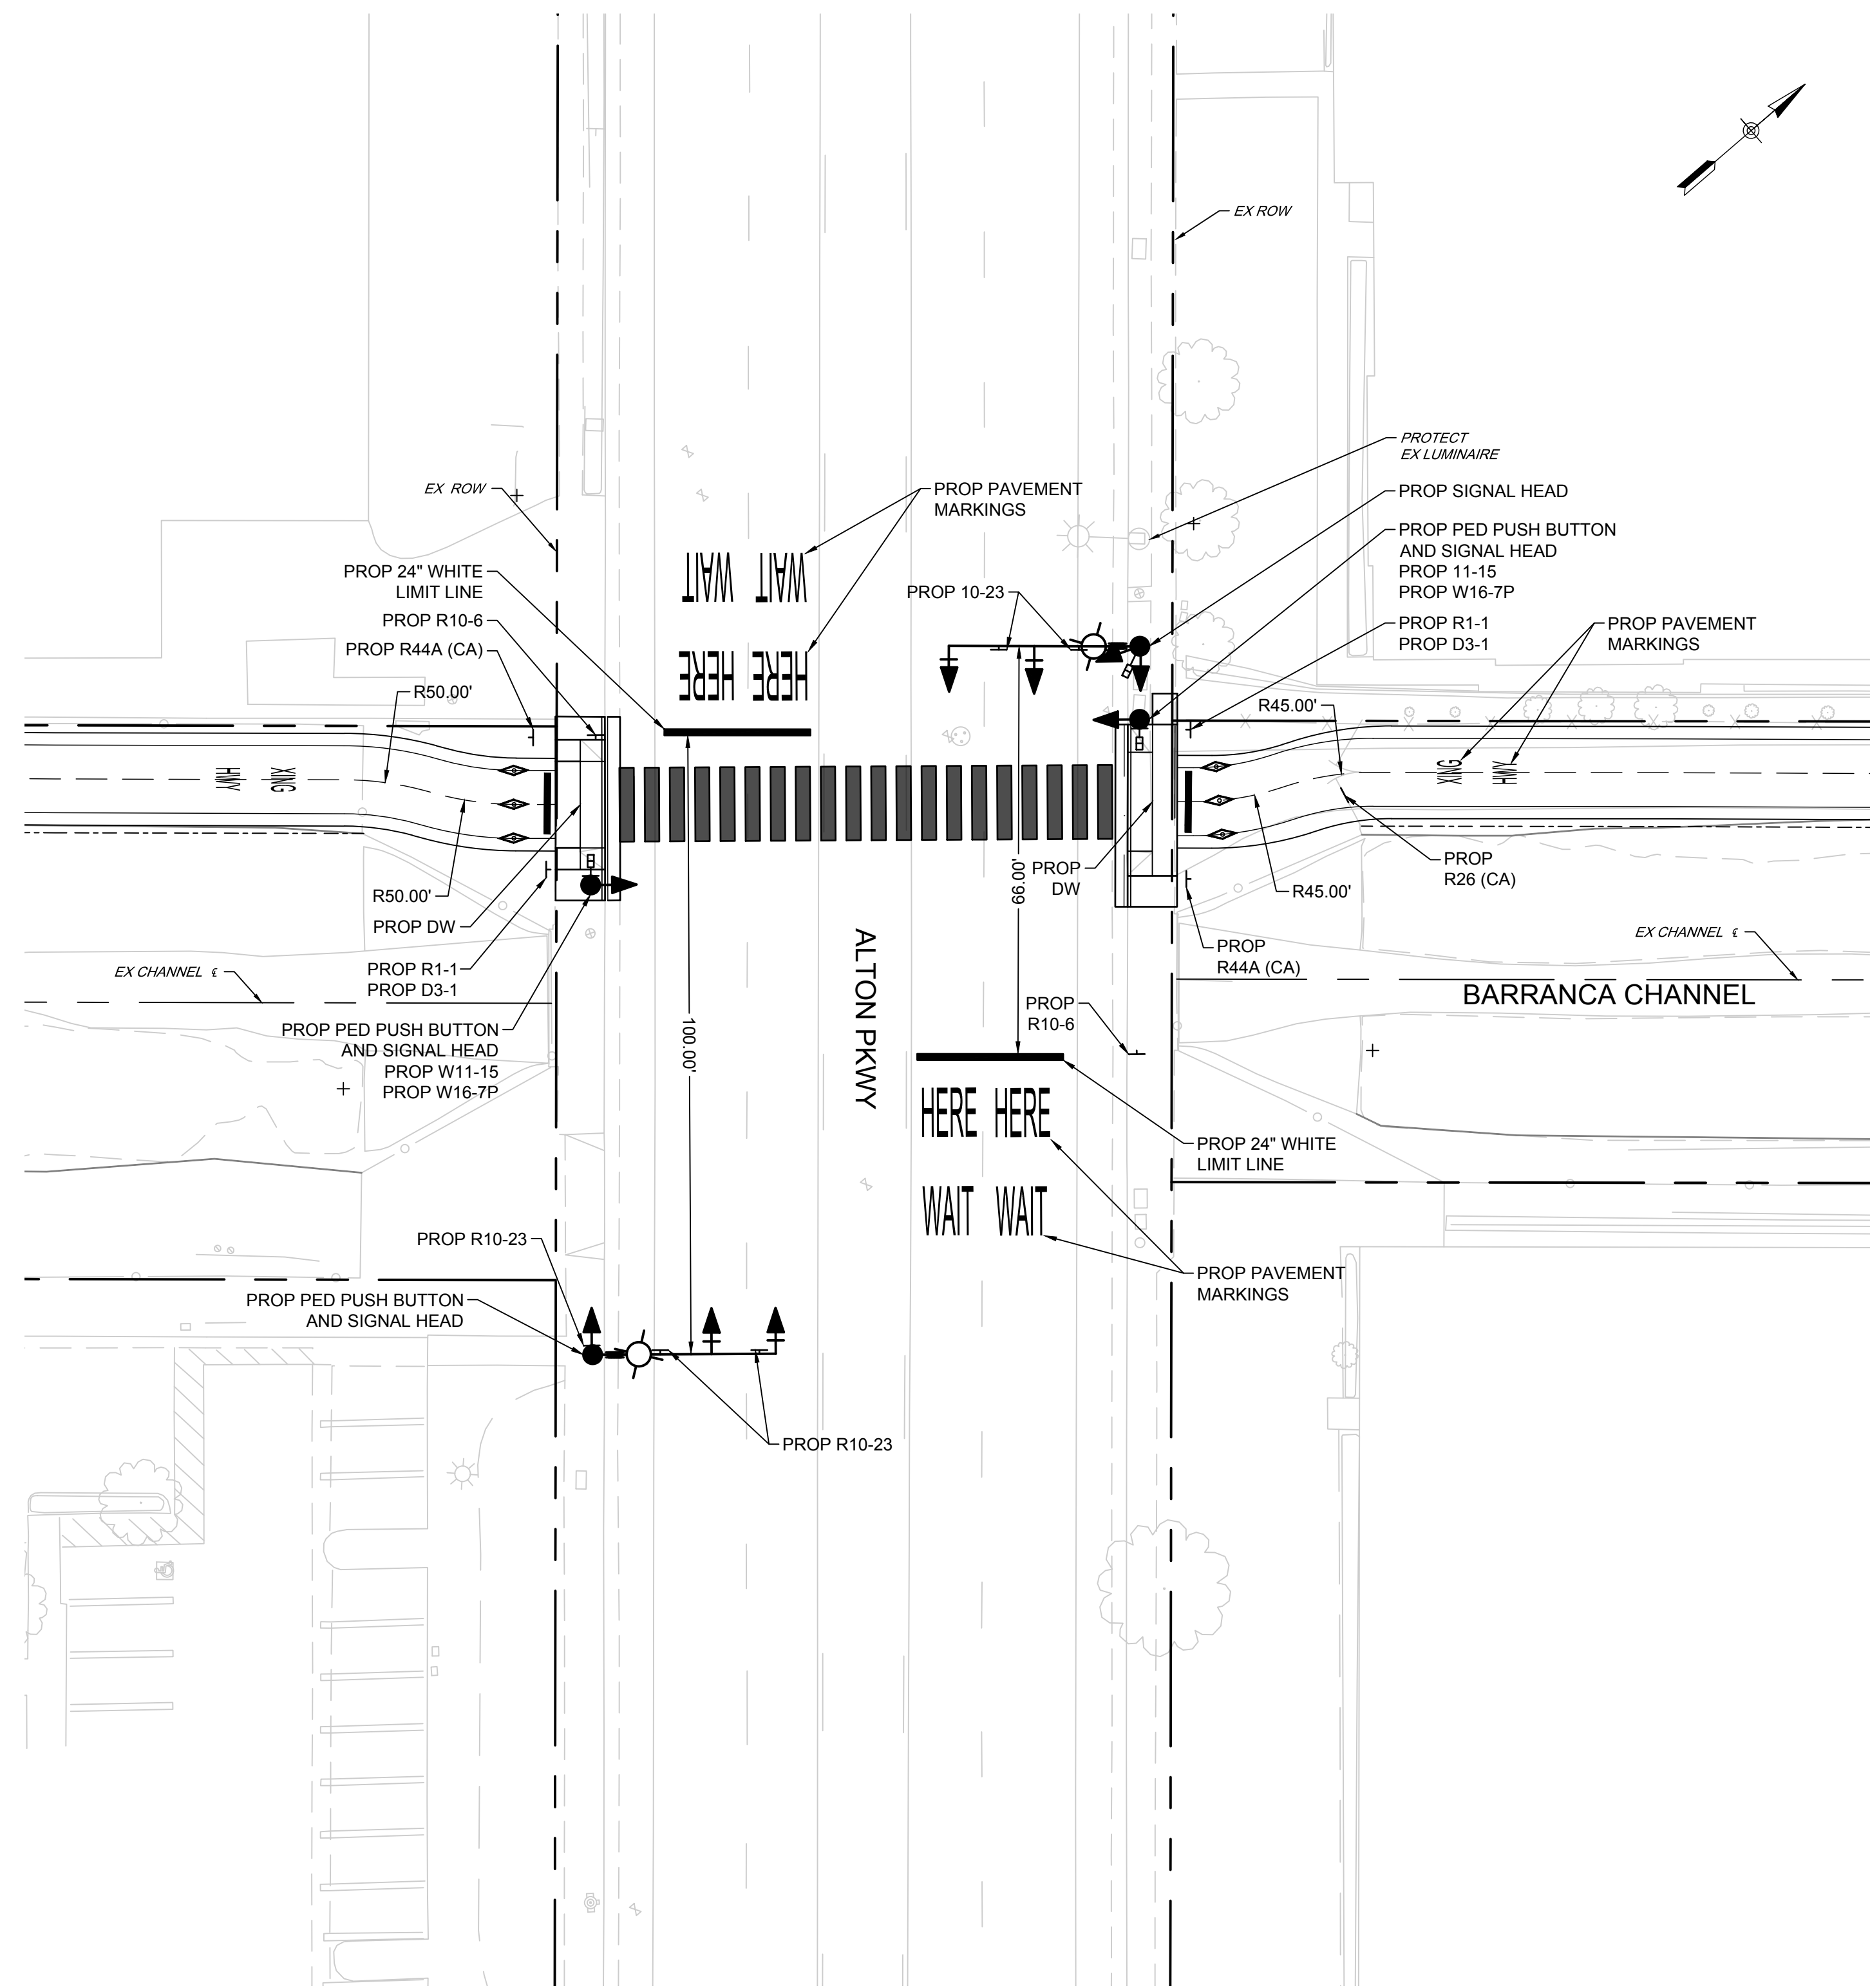 EX ROW
PROTECT
EX LUMINAIRE
EX ROW
PROP PAVEMENT
MARKINGS
PROP SIGNAL HEAD
PROP PED PUSH BUTTON
AND SIGNAL HEAD
PROP 11-15
PROP W16-7P
PROP 24" WHITE
LIMIT LINE
WAIT WAIT
PROP 10-23
PROP R10-6
PROP R1-1
PROP D3-1
PROP PAVEMENT
MARKINGS
PROP R44A (CA)
HERE HERE
R50.00'
R45.00'
HWY XING
XING HWY
66.00'
PROP
DW
PROP
R26 (CA)
R50.00'
R45.00'
PROP DW
ALTON PKWY
PROP
R44A (CA)
EX CHANNEL ℄
EX CHANNEL ℄
PROP R1-1
PROP D3-1
BARRANCA CHANNEL
PROP
R10-6
PROP PED PUSH BUTTON
AND SIGNAL HEAD
PROP W11-15
PROP W16-7P
100.00'
HERE HERE
PROP 24" WHITE
LIMIT LINE
WAIT WAIT
PROP R10-23
PROP PAVEMENT
MARKINGS
PROP PED PUSH BUTTON
AND SIGNAL HEAD
PROP R10-23